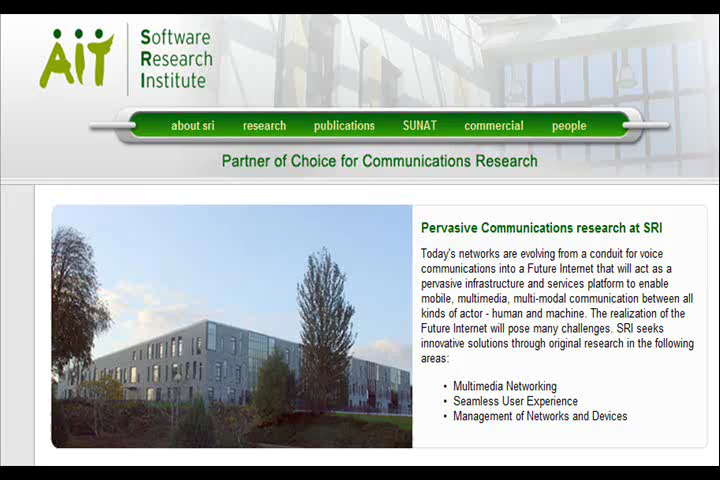 AIT
Software
Research
Institute
about sri research publications SUNAT commercial people
Partner of Choice for Communications Research
Pervasive Communications research at SRI
Today's networks are evolving from a conduit for voice
communications into a Future Internet that will act as a
pervasive infrastructure and services platform to enable
mobile, multimedia, multi-modal communication between all
kinds of actor - human and machine. The realization of the
Future Internet will pose many challenges. SRI seeks
innovative solutions through original research in the following
areas:
• Multimedia Networking
• Seamless User Experience
• Management of Networks and Devices